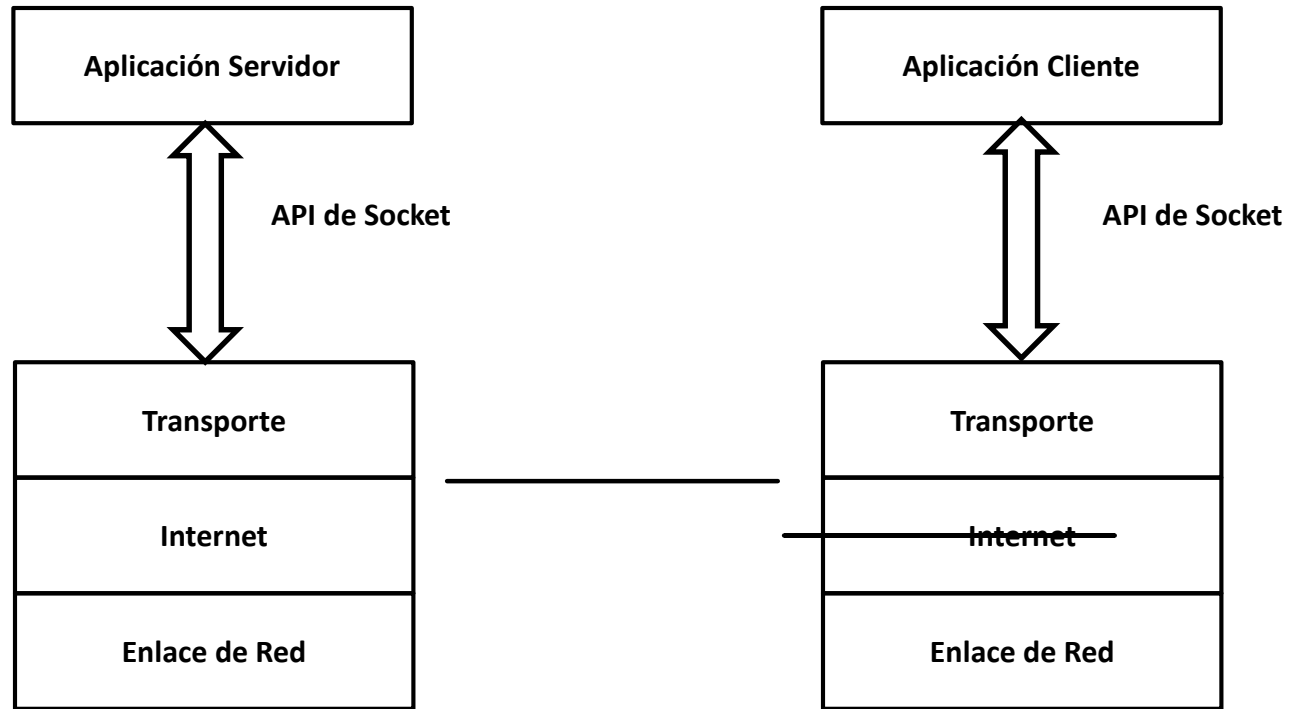 Aplicación Servidor
Aplicación Cliente
API de Socket
API de Socket
Transporte
Transporte
Internet
Internet
Enlace de Red
Enlace de Red